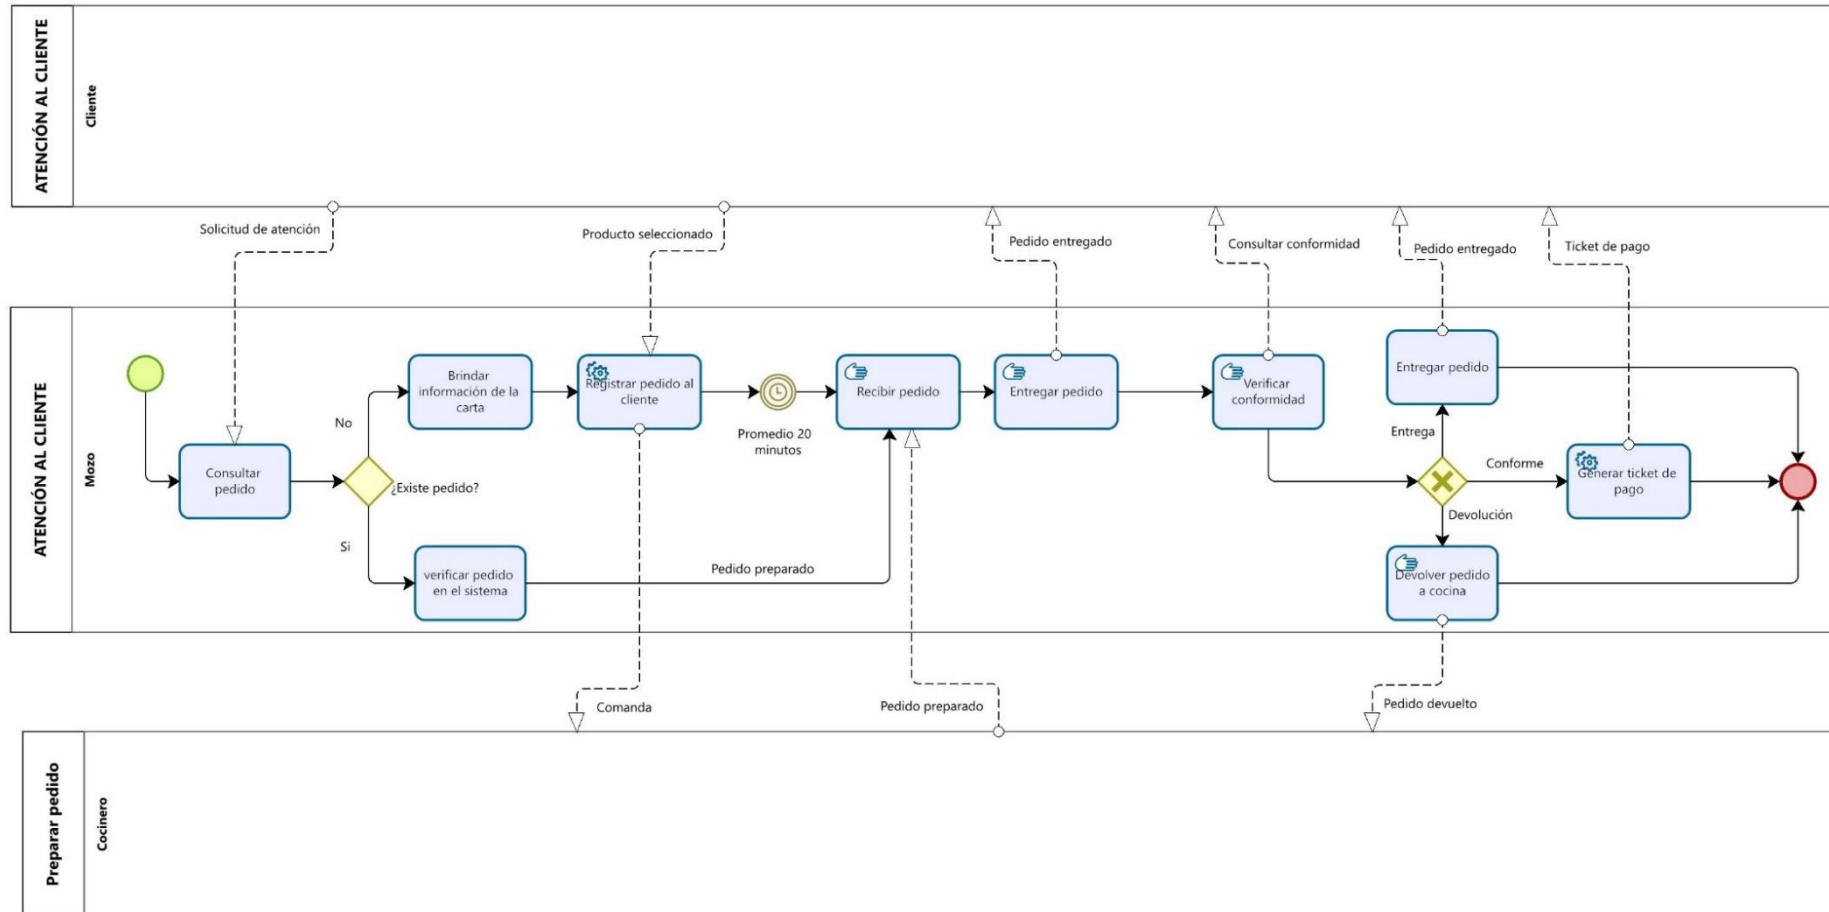 ATENCIÓN AL CLIENTE
Cliente
Solicitud de atención
Producto seleccionado
Pedido entregado
Consultar conformidad
Pedido entregado
Ticket de pago
ATENCIÓN AL CLIENTE
Mozo
Consultar
pedido
No
¿Existe pedido?
Si
Brindar
información de la
carta
verificar pedido
en el sistema
Registrar pedido al
cliente
Promedio 20
minutos
Pedido preparado
Recibir pedido
Entregar pedido
Verificar
conformidad
Entregar pedido
Entrega
Conforme
Devolución
Generar ticket de
pago
Devolver pedido
a cocina
Comanda
Pedido preparado
Pedido devuelto
Preparar pedido
Cocinero